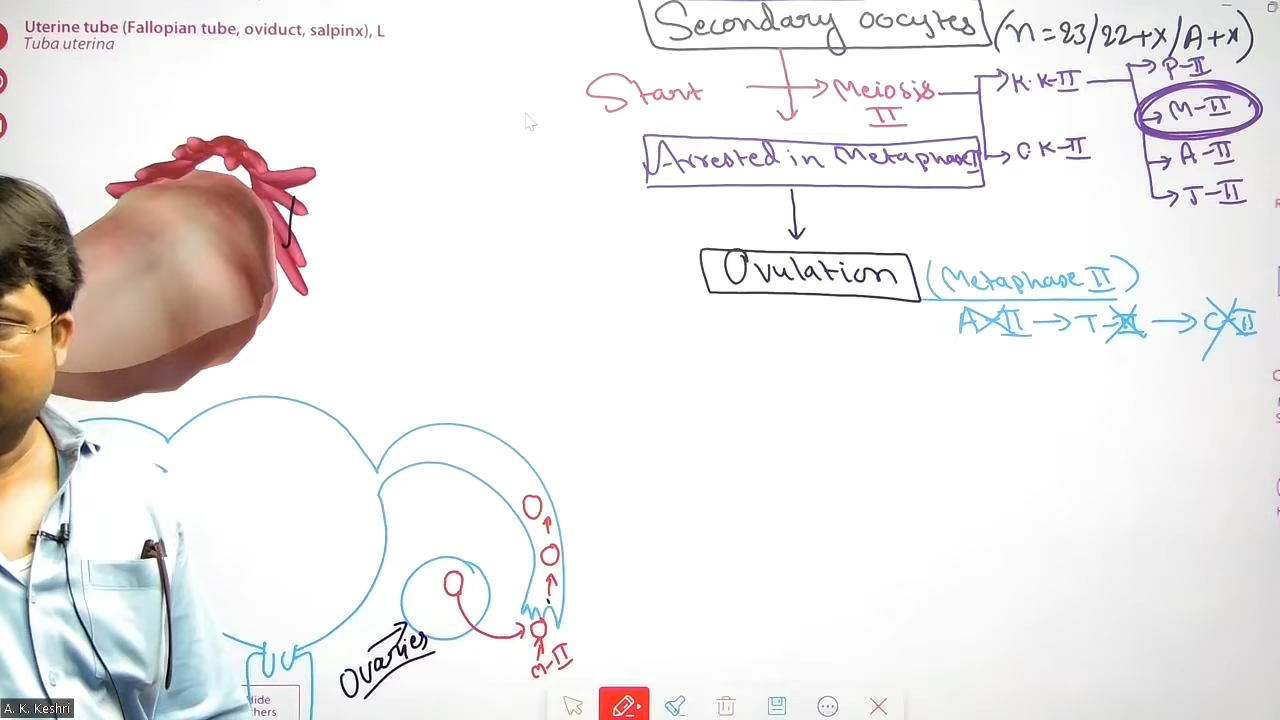 Uterine tube (Fallopian tube, oviduct, salpinx), L
Tuba uterina
Secondary oocytes (n=23/22+x/A+x)
Start → Meiosis II
K.K-II
C.K-II
P-II
M-II
A-II
T-II
Arrested in Metaphase II
Ovulation (Metaphase II)
A-II → T-II → C-II
Ovaries
M-II
A. K. Keshri